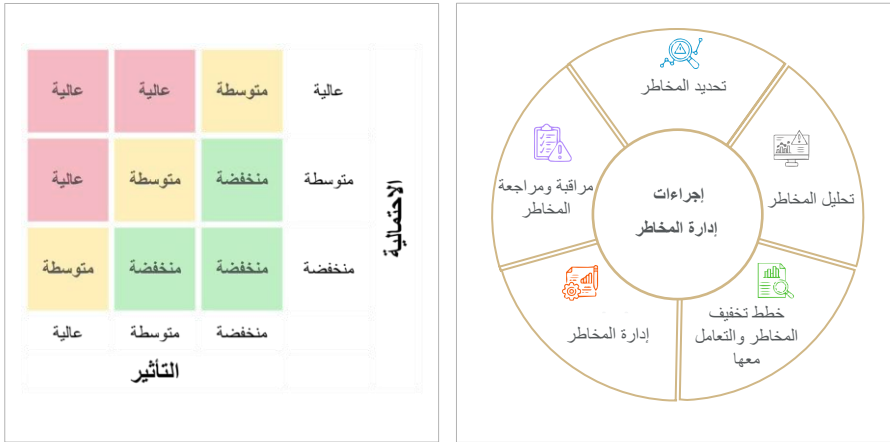 تحديد المخاطر
تحليل المخاطر
خطط تخفيف
المخاطر والتعامل
معها
إدارة المخاطر
مراقبة ومراجعة
المخاطر
إجراءات
إدارة المخاطر
الاحتمالية
عالية متوسطة عالية عالية
متوسطة منخفضة متوسطة عالية
منخفضة منخفضة منخفضة متوسطة
منخفضة متوسطة عالية
التأثير